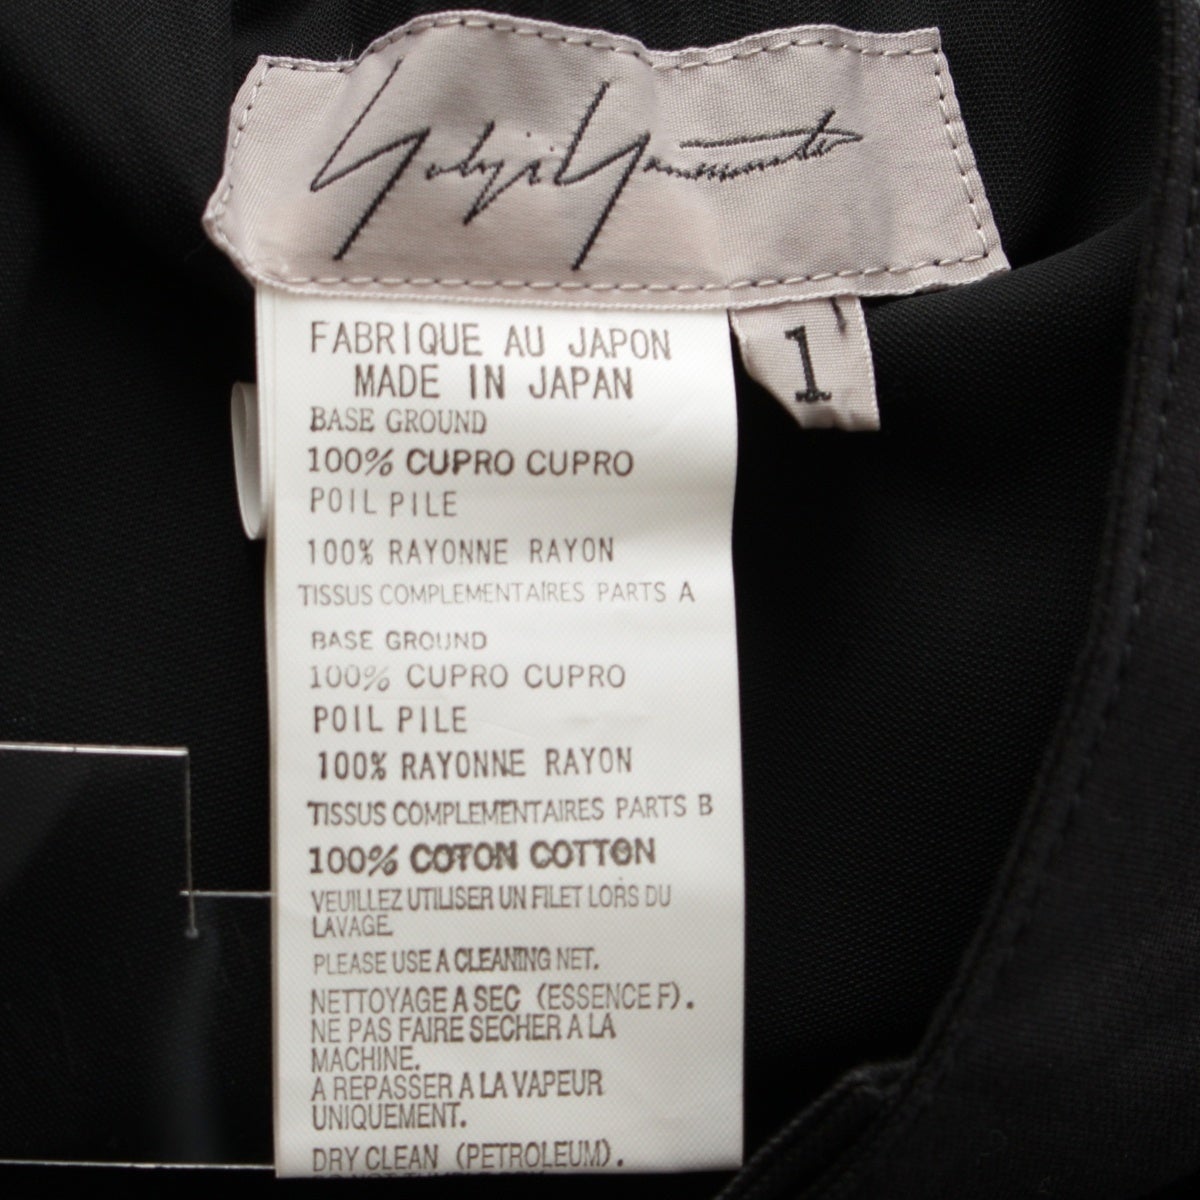 Yohji Yamamoto
1
FABRIQUE AU JAPON
MADE IN JAPAN
BASE GROUND
100% CUPRO CUPRO
POIL PILE
100% RAYONNE RAYON
TISSUS COMPLEMENTAIRES PARTS A
BASE GROUND
100% CUPRO CUPRO
POIL PILE
100% RAYONNE RAYON
TISSUS COMPLEMENTAIRES PARTS B
100% COTON COTTON
VEUILLEZ UTILISER UN FILET LORS DU
LAVAGE.
PLEASE USE A CLEANING NET.
NETTOYAGE A SEC (ESSENCE F).
NE PAS FAIRE SECHER A LA
MACHINE.
A REPASSER A LA VAPEUR
UNIQUEMENT.
DRY CLEAN (PETROLEUM).